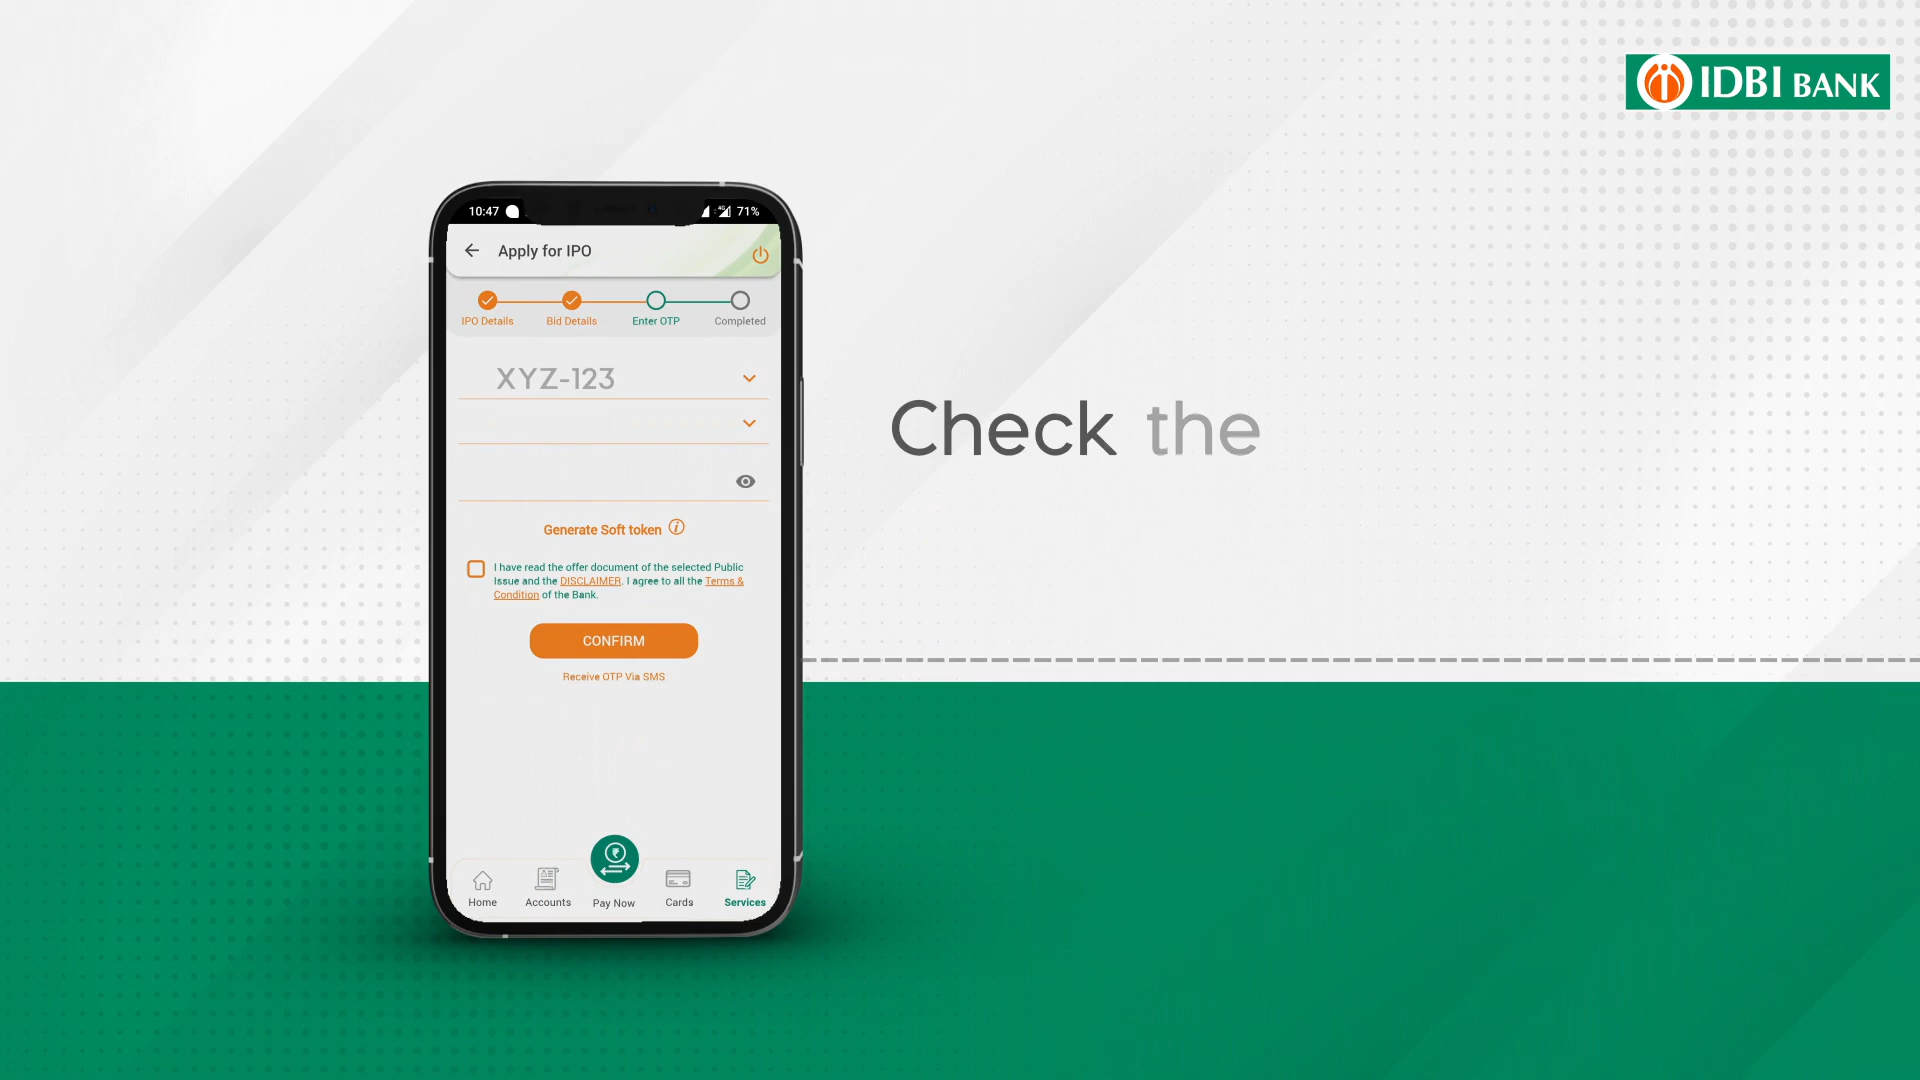 IDBI BANK
10:47
4G
71%
Apply for IPO
IPO Details
Bid Details
Enter OTP
Completed
XYZ-123
Check the
Generate Soft token
I have read the offer document of the selected Public
Issue and the DISCLAIMER. I agree to all the Terms &
Condition of the Bank.
CONFIRM
Receive OTP Via SMS
Home
Accounts
Pay Now
Cards
Services